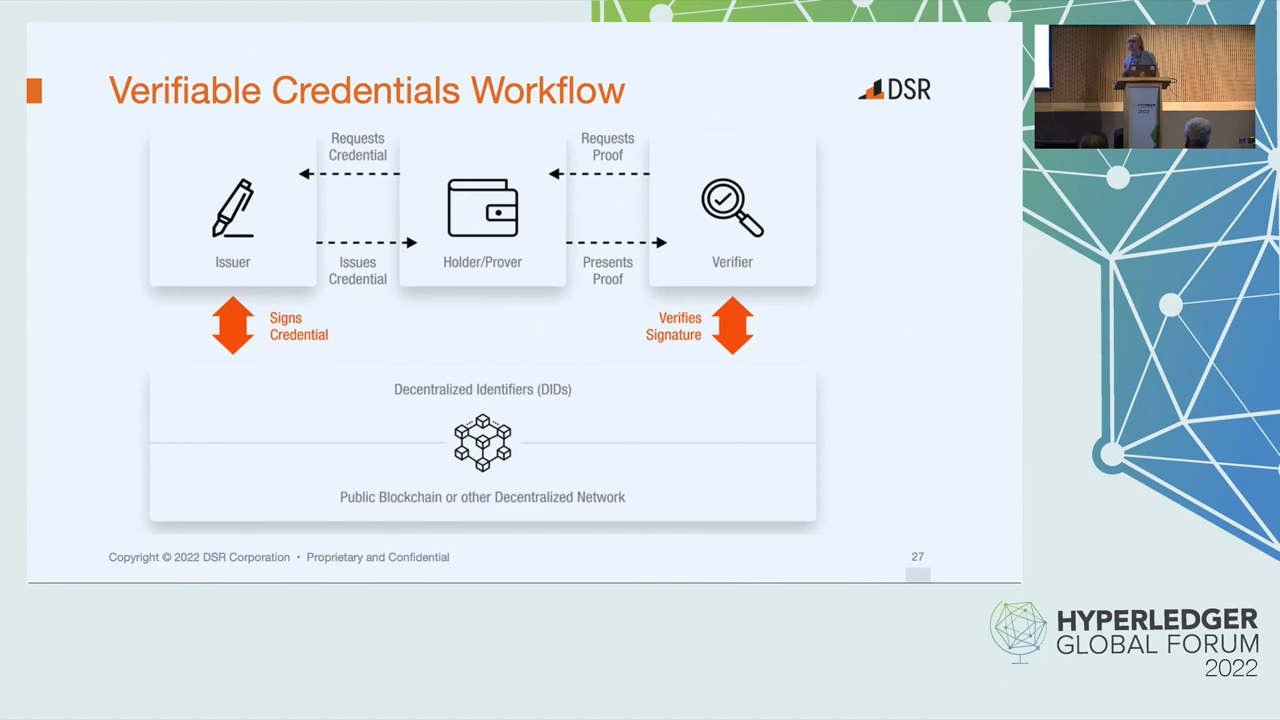 Verifiable Credentials Workflow
DSR
Requests
Credential
Requests
Proof
Issuer
Issues
Credential
Holder/Prover
Presents
Proof
Verifier
Signs
Credential
Verifies
Signature
Decentralized Identifiers (DIDs)
Public Blockchain or other Decentralized Network
Copyright © 2022 DSR Corporation • Proprietary and Confidential
27
HYPERLEDGER
GLOBAL FORUM
2022